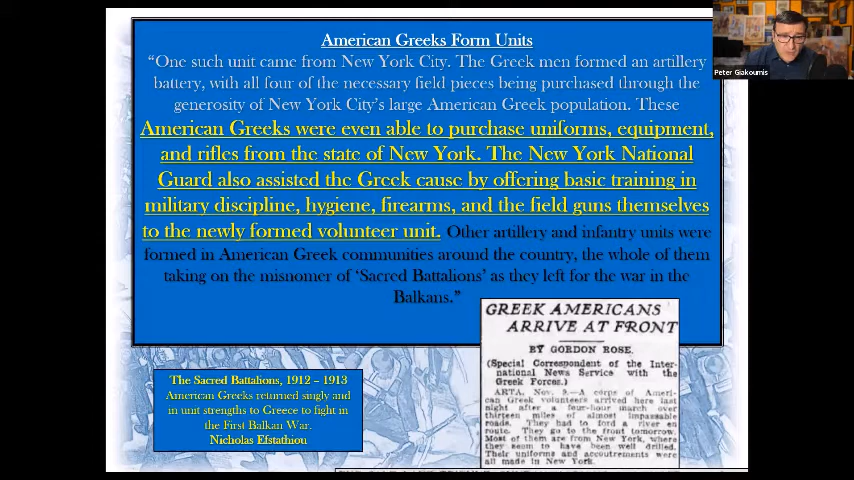 American Greeks Form Units
“One such unit came from New York City. The Greek men formed an artillery
battery, with all four of the necessary field pieces being purchased through the
generosity of New York City’s large American Greek population. These
American Greeks were even able to purchase uniforms, equipment,
and rifles from the state of New York. The New York National
Guard also assisted the Greek cause by offering basic training in
military discipline, hygiene, firearms, and the field guns themselves
to the newly formed volunteer unit. Other artillery and infantry units were
formed in American Greek communities around the country, the whole of them
taking on the misnomer of ‘Sacred Battalions’ as they left for the war in the
Balkans.”
Peter Giakoumis
The Sacred Battalions, 1912 – 1913
American Greeks returned singly and
in unit strengths to Greece to fight in
the First Balkan War.
Nicholas Efstathiou
GREEK AMERICANS
ARRIVE AT FRONT
BY GORDON ROSE.
(Special Correspondent of the Inter-
national News Service with the
Greek Forces.)
ARTA, Nov. 9.—A corps of Ameri-
can Greek volunteers arrived here last
night after a four-hour march over
thirteen miles of almost impassable
roads. They had to ford a river en
route. They go to the front tomorrow.
Most of them are from New York, where
they seem to have been well drilled.
Their uniforms and accoutrements were
all made in New York.